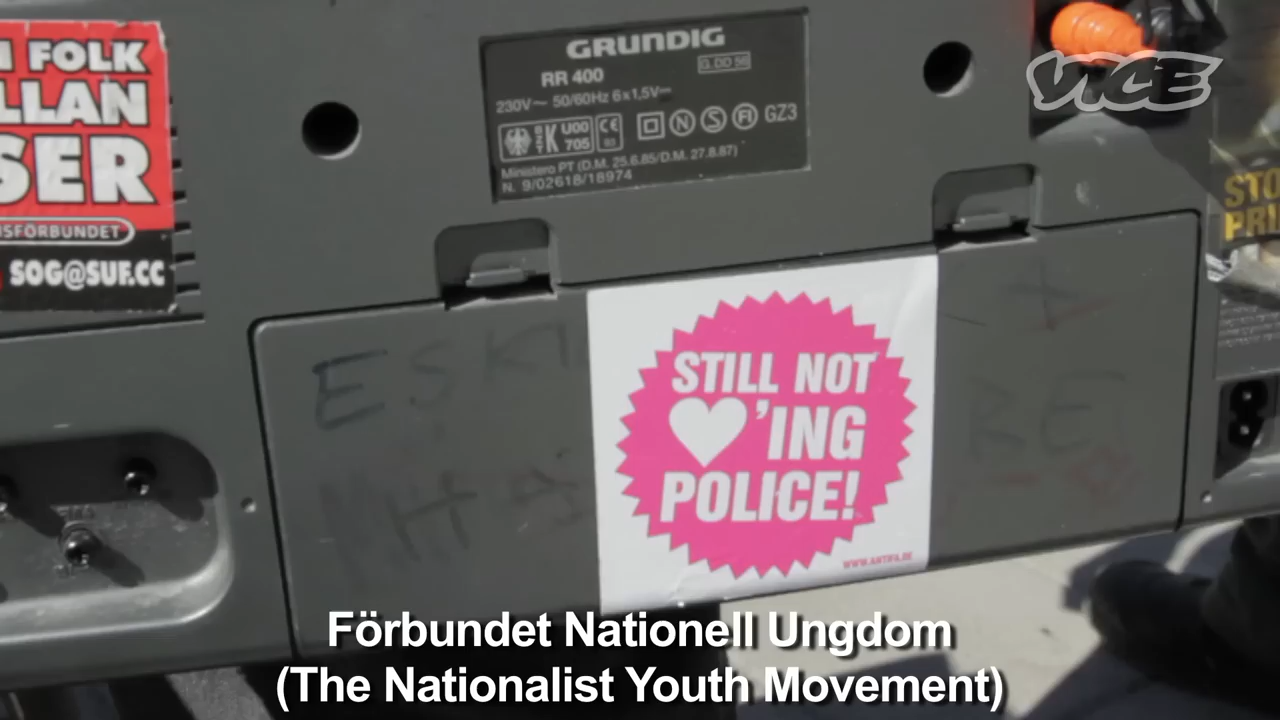 FOLK
LLAN
SER
SFÖRBUNDET
SOG@SUF.CC
GRUNDIG
RR 400
G. DD 56
230V~ 50/60Hz 6x1,5V
K U00
705
CE
N S FI GZ3
Ministero PT (D.M. 25.6.85/D.M. 27.8.87)
N. 9/02618/18974
VICE
STO
PRI
ESKI
STILL NOT
♥'ING
POLICE!
WWW.ANTIFA.DE
Förbundet Nationell Ungdom
(The Nationalist Youth Movement)